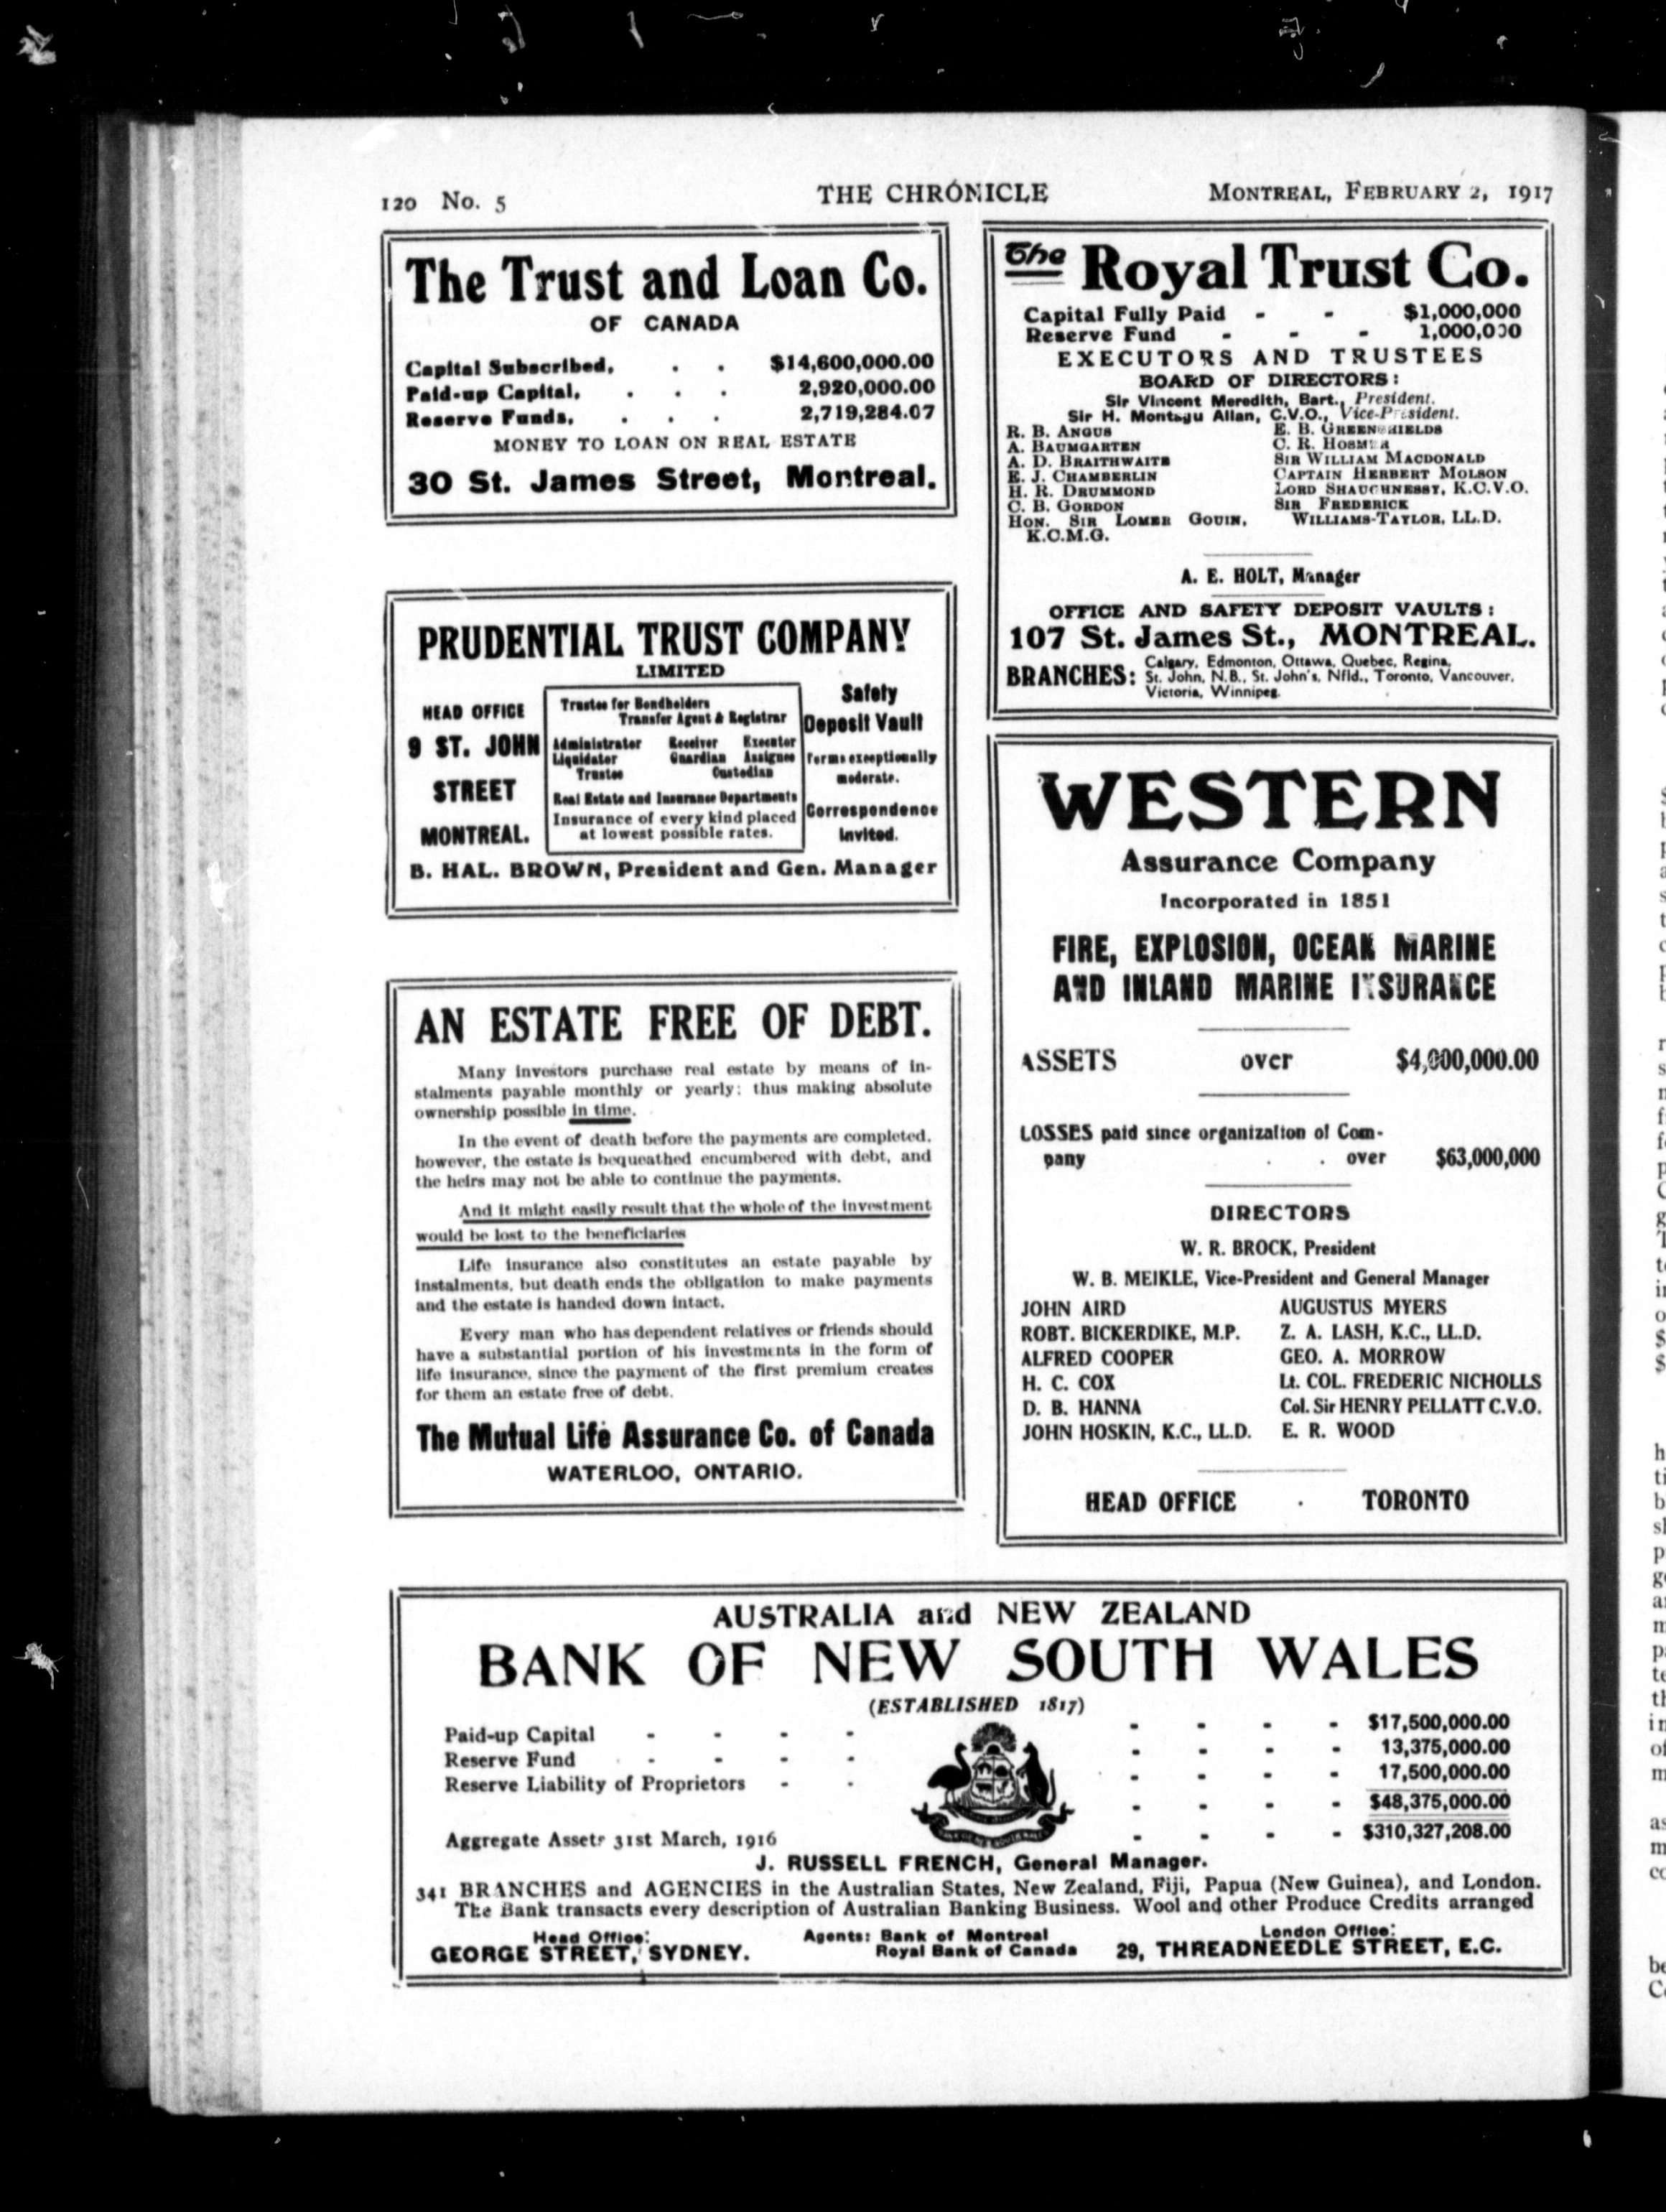 120 No. 5
THE CHRONICLE
MONTREAL, FEBRUARY 2, 1917
The Trust and Loan Co.
OF CANADA
Capital Subscribed, . . $14,600,000.00
Paid-up Capital, . . . 2,920,000.00
Reserve Funds, . . . 2,719,284.07
MONEY TO LOAN ON REAL ESTATE
30 St. James Street, Montreal.
PRUDENTIAL TRUST COMPANY
LIMITED
HEAD OFFICE
9 ST. JOHN
STREET
MONTREAL.
Trustee for Bondholders
Transfer Agent & Registrar
Administrator Receiver Executor
Liquidator Guardian Assignee
Trustee Custodian
Real Estate and Insurance Departments
Insurance of every kind placed
at lowest possible rates.
Safety
Deposit Vault
Terms exceptionally
moderate.
Correspondence
invited.
B. HAL. BROWN, President and Gen. Manager
AN ESTATE FREE OF DEBT.
Many investors purchase real estate by means of in-
stalments payable monthly or yearly; thus making absolute
ownership possible in time.
In the event of death before the payments are completed,
however, the estate is bequeathed encumbered with debt, and
the heirs may not be able to continue the payments.
And it might easily result that the whole of the investment
would be lost to the beneficiaries
Life insurance also constitutes an estate payable by
instalments, but death ends the obligation to make payments
and the estate is handed down intact.
Every man who has dependent relatives or friends should
have a substantial portion of his investments in the form of
life insurance, since the payment of the first premium creates
for them an estate free of debt.
The Mutual Life Assurance Co. of Canada
WATERLOO, ONTARIO.
The Royal Trust Co.
Capital Fully Paid - - $1,000,000
Reserve Fund - - - 1,000,000
EXECUTORS AND TRUSTEES
BOARD OF DIRECTORS:
Sir Vincent Meredith, Bart., President.
Sir H. Montagu Allan, C.V.O., Vice-President.
R. B. ANGUS E. B. GREENSHIELDS
A. BAUMGARTEN C. R. HOSMER
A. D. BRAITHWAITE SIR WILLIAM MACDONALD
E. J. CHAMBERLIN CAPTAIN HERBERT MOLSON
H. R. DRUMMOND LORD SHAUGHNESSY, K.C.V.O.
C. B. GORDON SIR FREDERICK
HON. SIR LOMER GOUIN, WILLIAMS-TAYLOR, LL.D.
K.C.M.G.
A. E. HOLT, Manager
OFFICE AND SAFETY DEPOSIT VAULTS:
107 St. James St., MONTREAL.
BRANCHES: Calgary, Edmonton, Ottawa, Quebec, Regina,
St. John, N.B., St. John's, Nfld., Toronto, Vancouver,
Victoria, Winnipeg.
WESTERN
Assurance Company
Incorporated in 1851
FIRE, EXPLOSION, OCEAN MARINE
AND INLAND MARINE INSURANCE
ASSETS over $4,000,000.00
LOSSES paid since organization of Com-
pany . . over $63,000,000
DIRECTORS
W. R. BROCK, President
W. B. MEIKLE, Vice-President and General Manager
JOHN AIRD AUGUSTUS MYERS
ROBT. BICKERDIKE, M.P. Z. A. LASH, K.C., LL.D.
ALFRED COOPER GEO. A. MORROW
H. C. COX Lt. COL. FREDERIC NICHOLLS
D. B. HANNA Col. Sir HENRY PELLATT C.V.O.
JOHN HOSKIN, K.C., LL.D. E. R. WOOD
HEAD OFFICE . TORONTO
AUSTRALIA and NEW ZEALAND
BANK OF NEW SOUTH WALES
(ESTABLISHED 1817)
Paid-up Capital - - - - - - - - $17,500,000.00
Reserve Fund - - - - - - - - 13,375,000.00
Reserve Liability of Proprietors - - - - - - 17,500,000.00
- - - - $48,375,000.00
Aggregate Assets 31st March, 1916 - - - - $310,327,208.00
J. RUSSELL FRENCH, General Manager.
341 BRANCHES and AGENCIES in the Australian States, New Zealand, Fiji, Papua (New Guinea), and London.
The Bank transacts every description of Australian Banking Business. Wool and other Produce Credits arranged
Head Office:
GEORGE STREET, SYDNEY.
Agents: Bank of Montreal
Royal Bank of Canada
London Office:
29, THREADNEEDLE STREET, E.C.